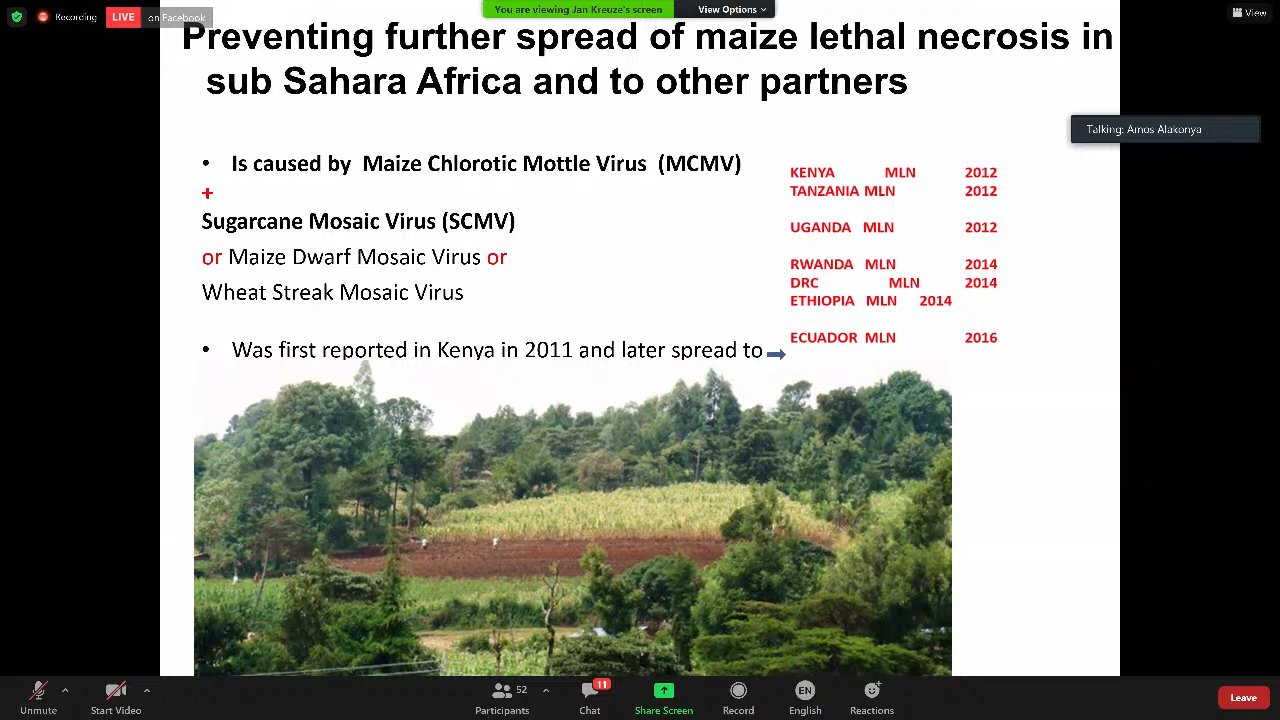 Recording
LIVE on Facebook
You are viewing Jan Kreuze's screen
View Options
View
Preventing further spread of maize lethal necrosis in
sub Sahara Africa and to other partners
Talking: Amos Alakonya
• Is caused by Maize Chlorotic Mottle Virus (MCMV)
+
Sugarcane Mosaic Virus (SCMV)
or Maize Dwarf Mosaic Virus or
Wheat Streak Mosaic Virus
• Was first reported in Kenya in 2011 and later spread to
KENYA MLN 2012
TANZANIA MLN 2012
UGANDA MLN 2012
RWANDA MLN 2014
DRC MLN 2014
ETHIOPIA MLN 2014
ECUADOR MLN 2016
Unmute
Start Video
52
Participants
11
Chat
Share Screen
Record
EN
English
Reactions
Leave